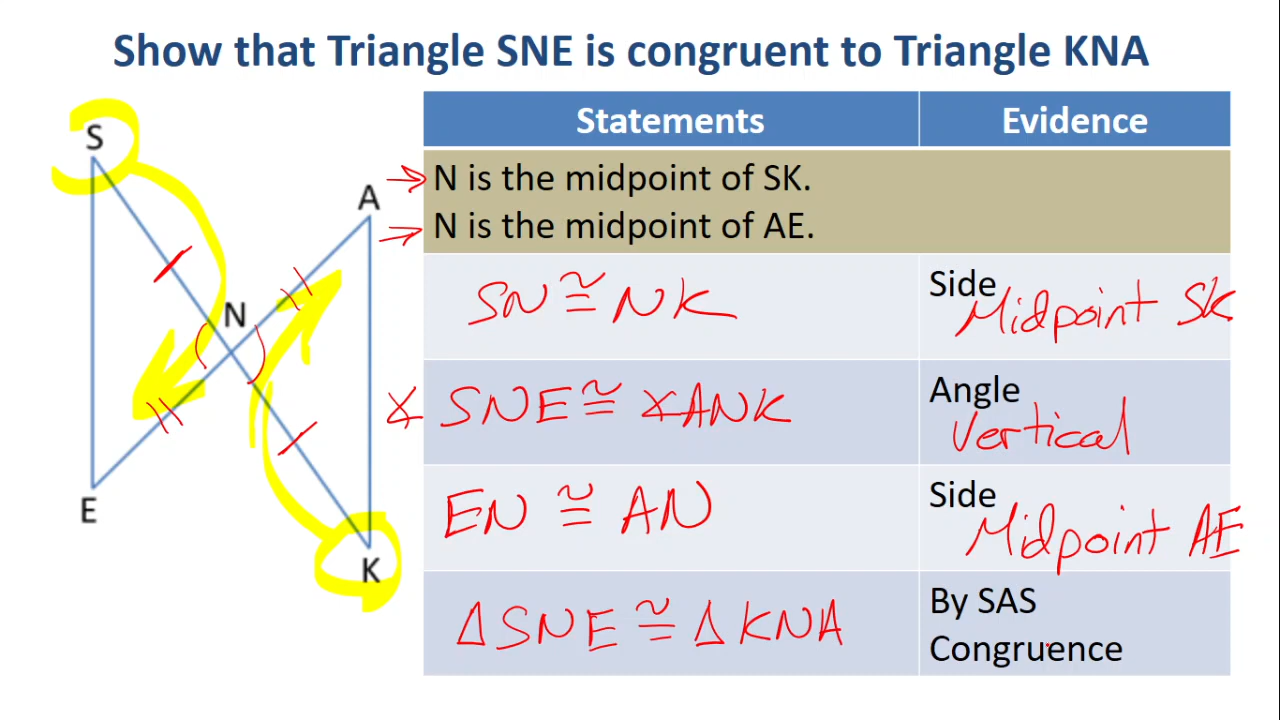 Show that Triangle SNE is congruent to Triangle KNA
S
A
N
E
K
Statements
Evidence
N is the midpoint of SK.
N is the midpoint of AE.
SN ≅ NK
Side
Midpoint SK
∡ SNE ≅ ∡ANK
Angle
Vertical
EN ≅ AN
Side
Midpoint AE
Δ SNE ≅ Δ KNA
By SAS
Congruence